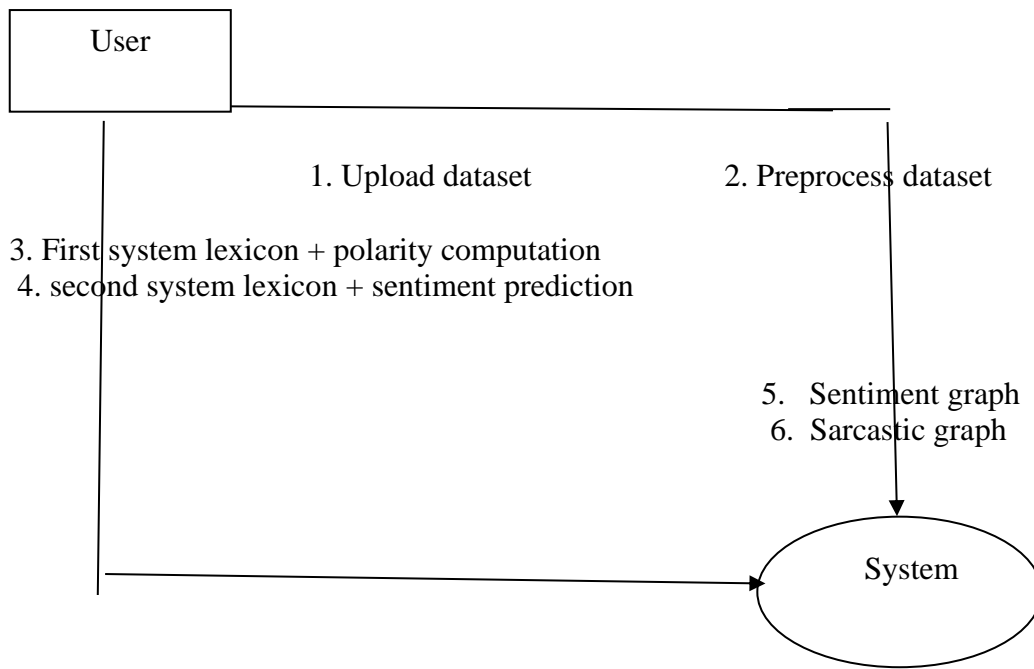 User
1. Upload dataset
2. Preprocess dataset
3. First system lexicon + polarity computation
4. second system lexicon + sentiment prediction
5. Sentiment graph
6. Sarcastic graph
System